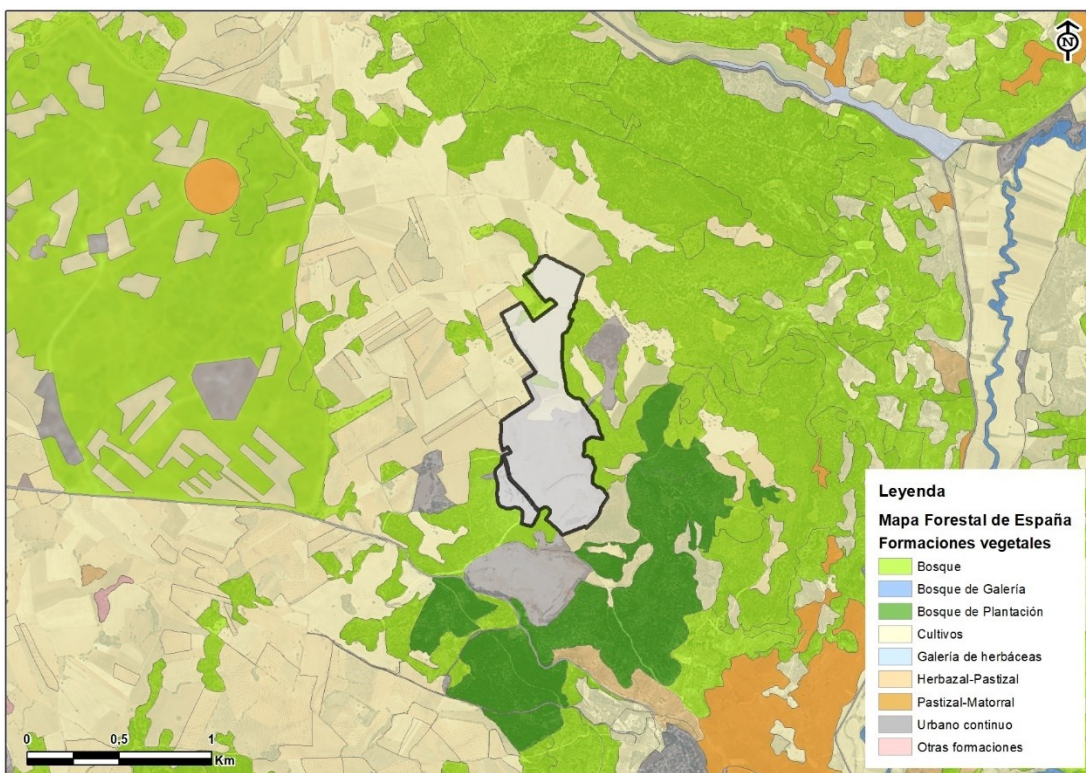 N
Leyenda
Mapa Forestal de España
Formaciones vegetales
Bosque
Bosque de Galería
Bosque de Plantación
Cultivos
Galería de herbáceas
Herbazal-Pastizal
Pastizal-Matorral
Urbano continuo
Otras formaciones
0 0,5 1
Km